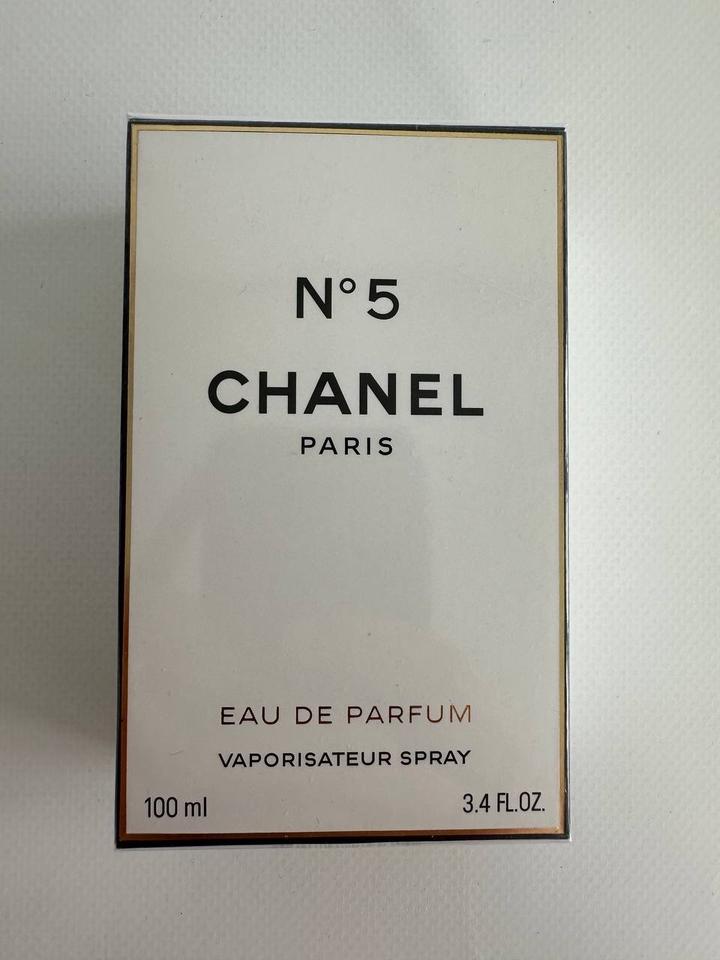 N°5
CHANEL
PARIS
EAU DE PARFUM
VAPORISATEUR SPRAY
100 ml 3.4 FL.OZ.